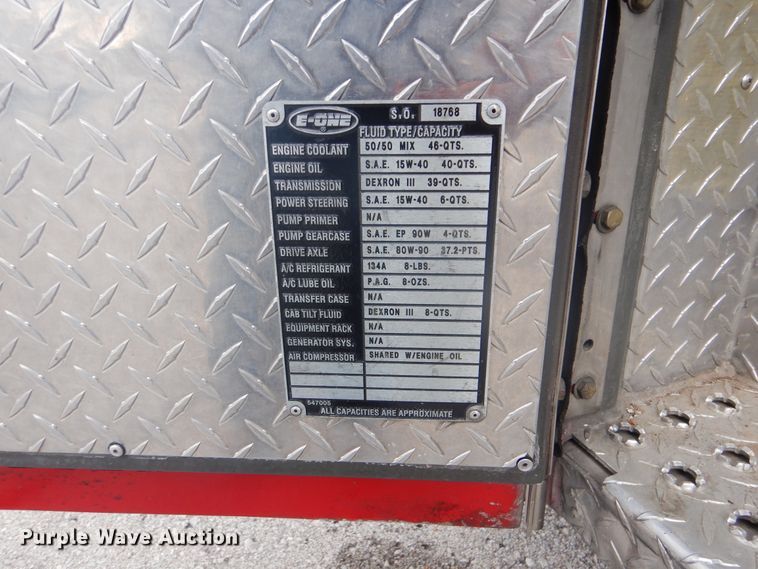 E-ONE
®
S.O. 18768
FLUID TYPE/CAPACITY
ENGINE COOLANT 50/50 MIX 46-QTS.
ENGINE OIL S.A.E. 15W-40 40-QTS.
TRANSMISSION DEXRON III 39-QTS.
POWER STEERING S.A.E. 15W-40 6-QTS.
PUMP PRIMER N/A
PUMP GEARCASE S.A.E. EP 90W 4-QTS.
DRIVE AXLE S.A.E. 80W-90 37.2-PTS.
A/C REFRIGERANT 134A 8-LBS.
A/C LUBE OIL P.A.G. 8-OZS.
TRANSFER CASE N/A
CAB TILT FLUID DEXRON III 8-QTS.
EQUIPMENT RACK N/A
GENERATOR SYS. N/A
AIR COMPRESSOR SHARED W/ENGINE OIL
547005
ALL CAPACITIES ARE APPROXIMATE
Purple Wave Auction